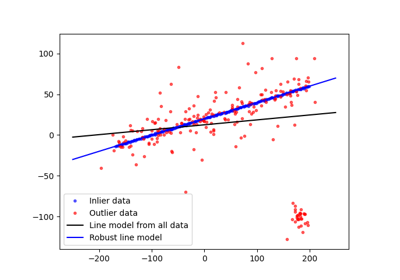 100
50
0
−50
−100
Inlier data
Outlier data
Line model from all data
Robust line model
−200
−100
0
100
200